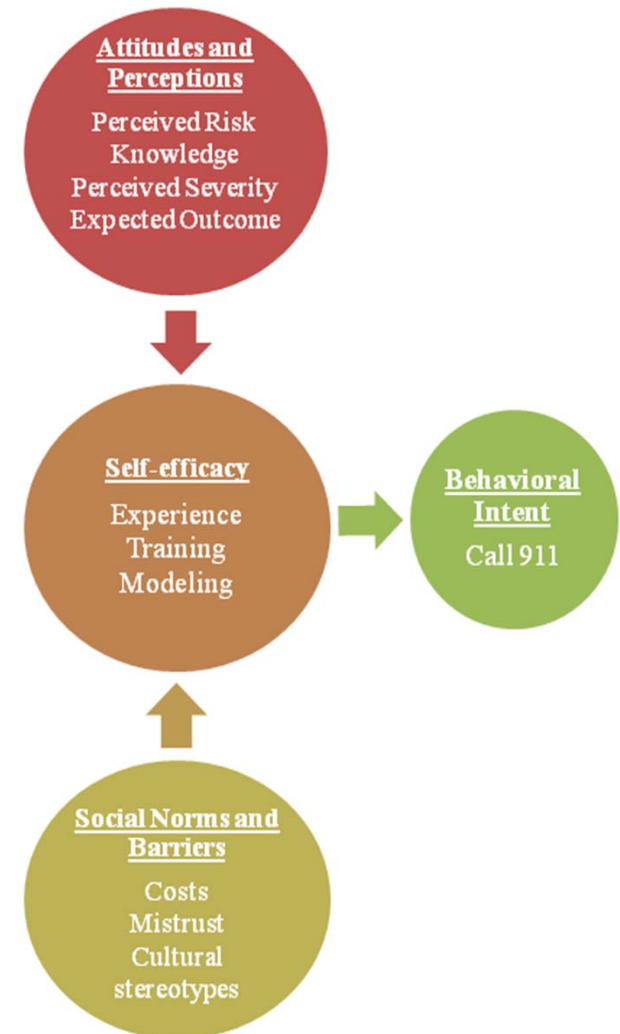 Attitudes and
Perceptions
Perceived Risk
Knowledge
Perceived Severity
Expected Outcome
Self-efficacy
Experience
Training
Modeling
Behavioral
Intent
Call 911
Social Norms and
Barriers
Costs
Mistrust
Cultural
stereotypes